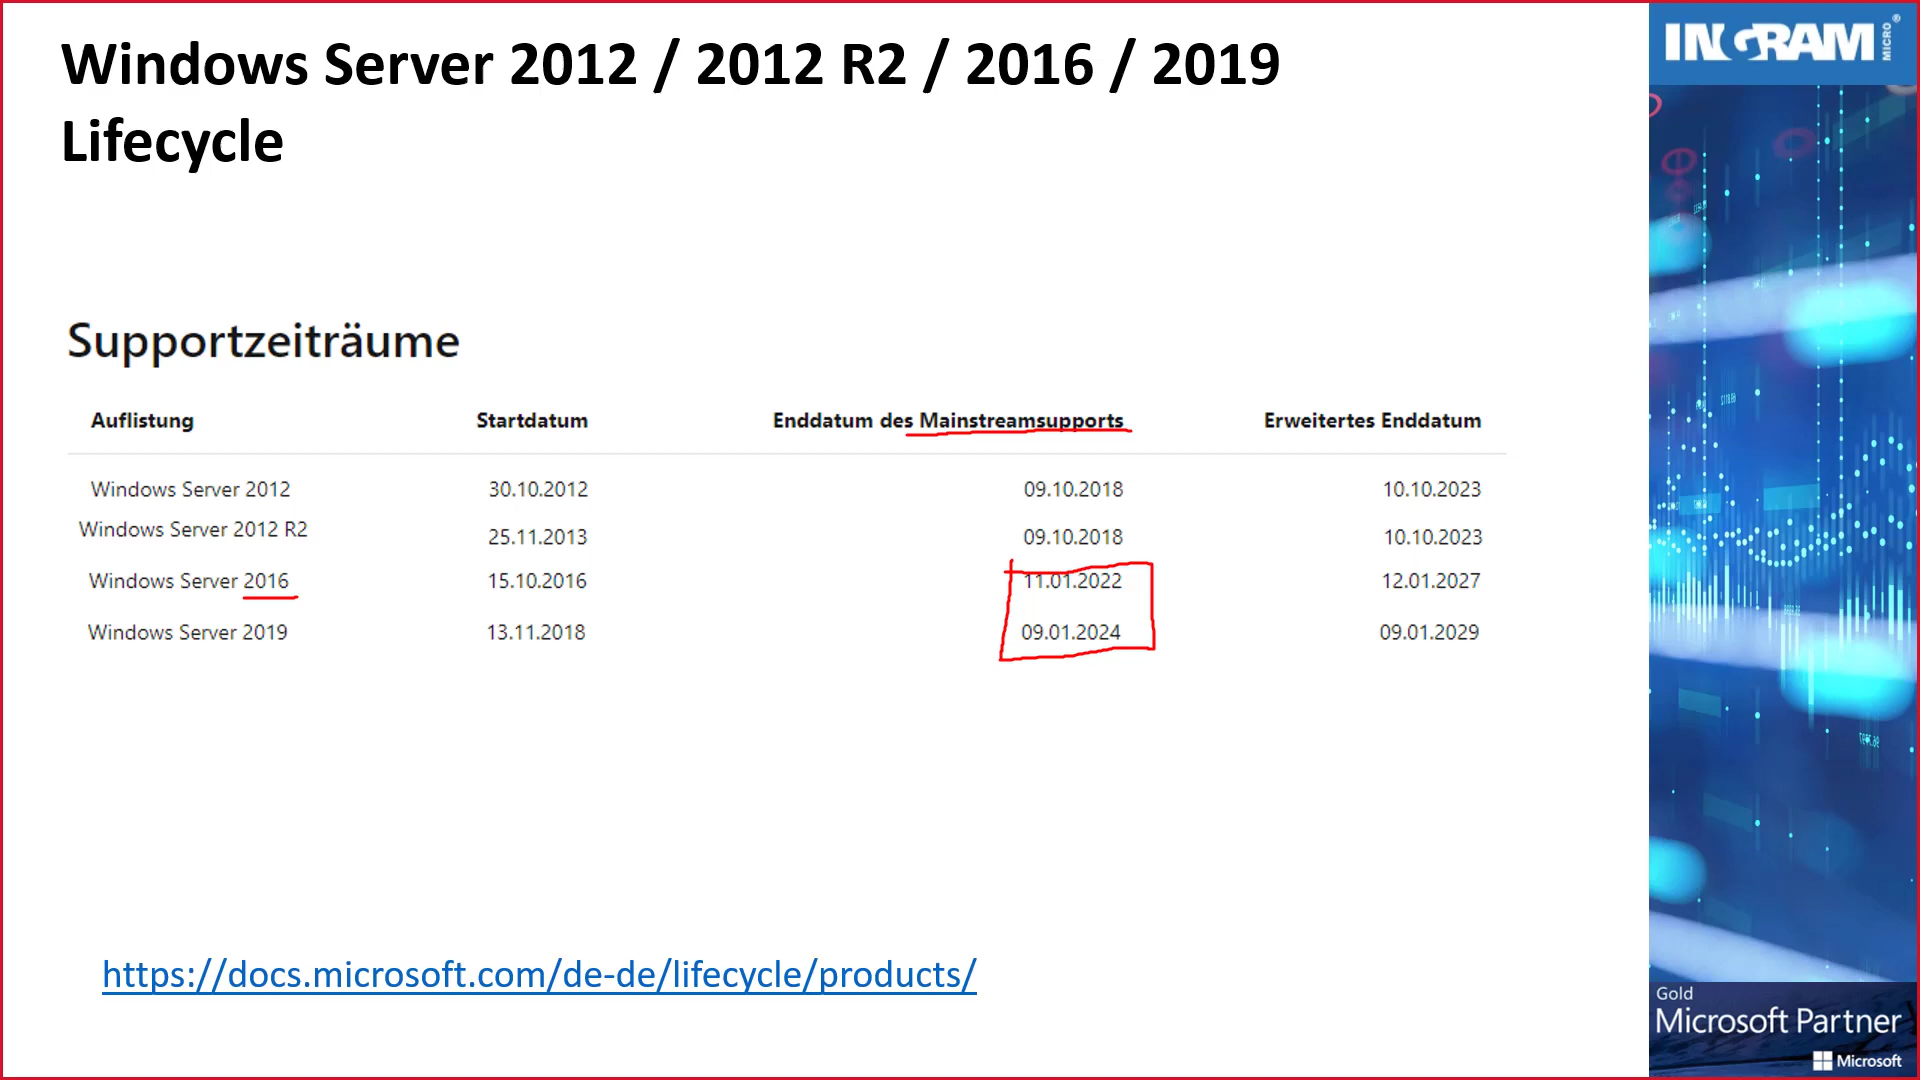 Windows Server 2012 / 2012 R2 / 2016 / 2019
Lifecycle
INGRAM MICRO®
Supportzeiträume
Auflistung Startdatum Enddatum des Mainstreamsupports Erweitertes Enddatum
Windows Server 2012 30.10.2012 09.10.2018 10.10.2023
Windows Server 2012 R2 25.11.2013 09.10.2018 10.10.2023
Windows Server 2016 15.10.2016 11.01.2022 12.01.2027
Windows Server 2019 13.11.2018 09.01.2024 09.01.2029
https://docs.microsoft.com/de-de/lifecycle/products/
Gold
Microsoft Partner
Microsoft